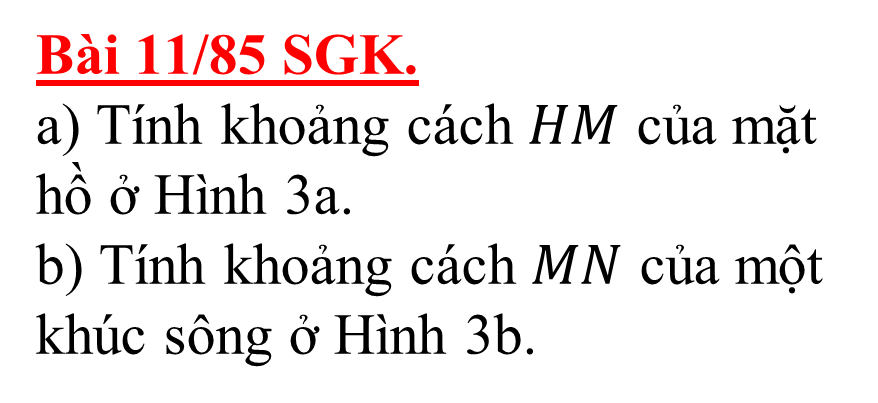 Bài 11/85 SGK.
a) Tính khoảng cách HM của mặt
hồ ở Hình 3a.
b) Tính khoảng cách MN của một
khúc sông ở Hình 3b.